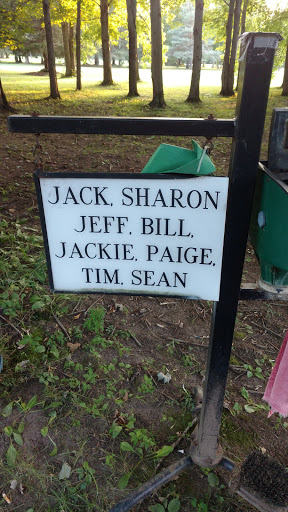 JACK, SHARON
JEFF, BILL,
JACKIE, PAIGE,
TIM, SEAN